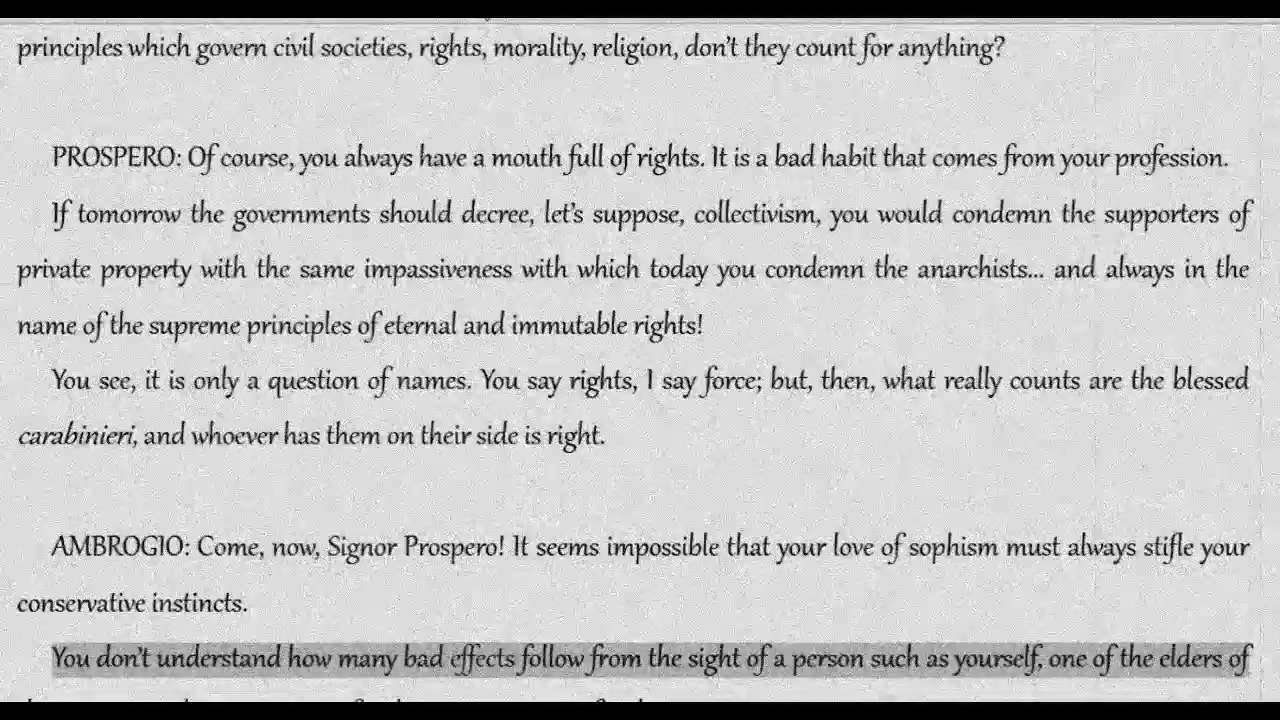 principles which govern civil societies, rights, morality, religion, don't they count for anything?
PROSPERO: Of course, you always have a mouth full of rights. It is a bad habit that comes from your profession.
If tomorrow the governments should decree, let's suppose, collectivism, you would condemn the supporters of
private property with the same impassiveness with which today you condemn the anarchists... and always in the
name of the supreme principles of eternal and immutable rights!
You see, it is only a question of names. You say rights, I say force; but, then, what really counts are the blessed
carabinieri, and whoever has them on their side is right.
AMBROGIO: Come, now, Signor Prospero! It seems impossible that your love of sophism must always stifle your
conservative instincts.
You don't understand how many bad effects follow from the sight of a person such as yourself, one of the elders of